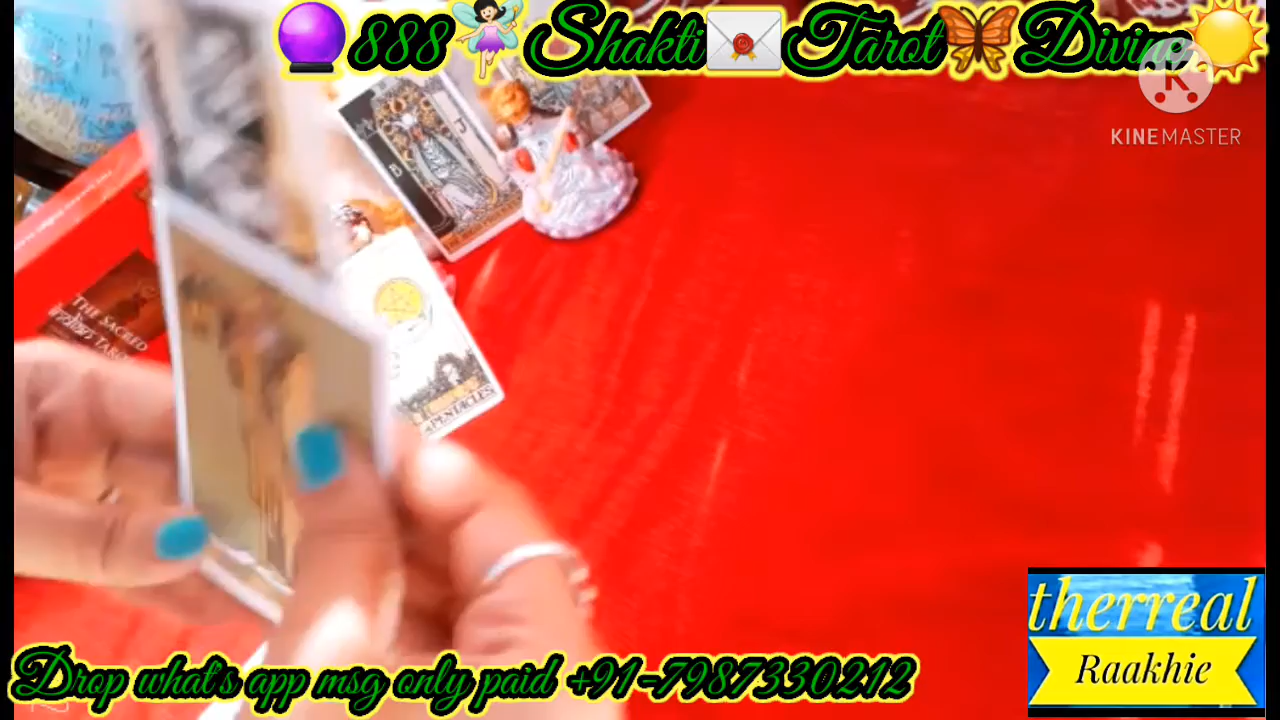 888 Shakti Tarot Divine
KINEMASTER
THE SACRED
PENTACLES
therreal
Raakhie
Drop what's app msg only paid +91-7987330212